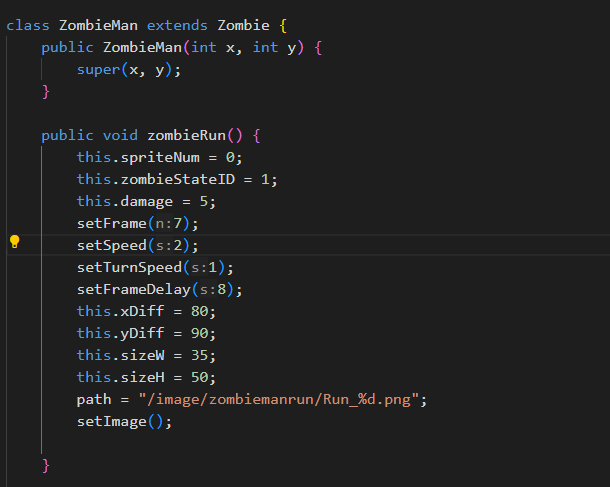 class ZombieMan extends Zombie {
    public ZombieMan(int x, int y) {
        super(x, y);
    }

    public void zombieRun() {
        this.spriteNum = 0;
        this.zombieStateID = 1;
        this.damage = 5;
        setFrame(n:7);
        setSpeed(s:2);
        setTurnSpeed(s:1);
        setFrameDelay(s:8);
        this.xDiff = 80;
        this.yDiff = 90;
        this.sizeW = 35;
        this.sizeH = 50;
        path = "/image/zombiemanrun/Run_%d.png";
        setImage();

    }